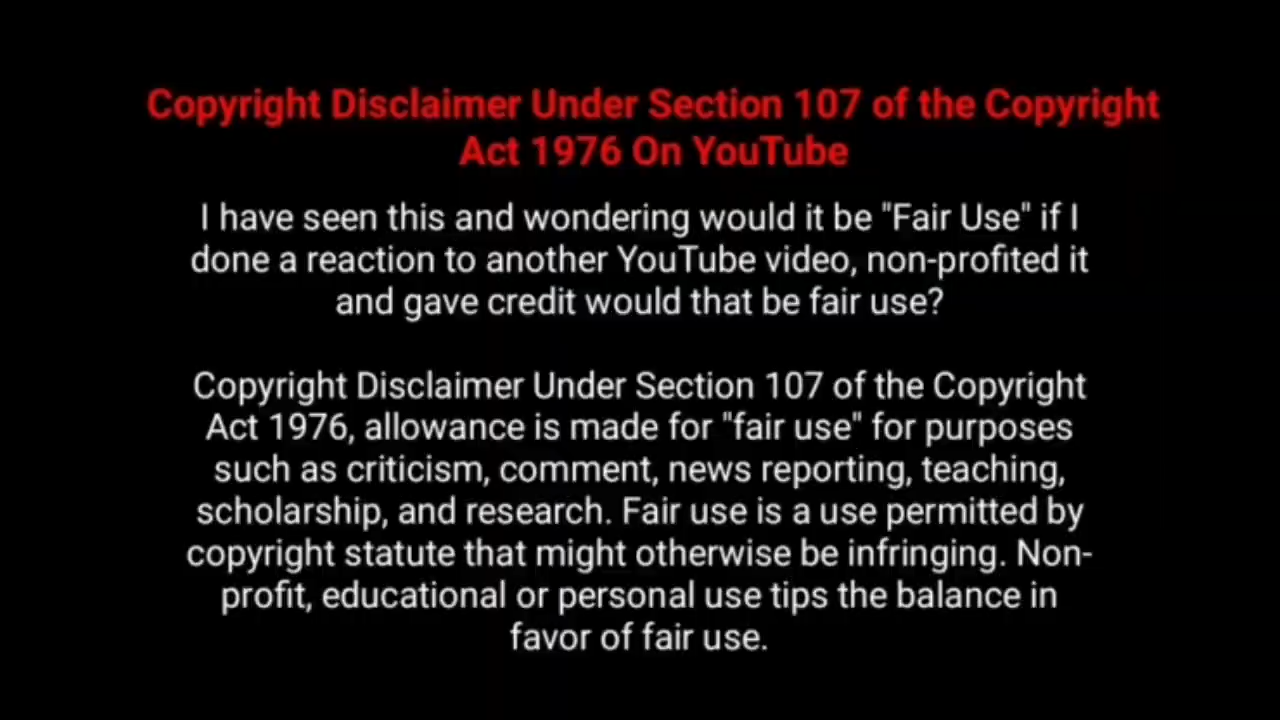 Copyright Disclaimer Under Section 107 of the Copyright
Act 1976 On YouTube
I have seen this and wondering would it be "Fair Use" if I
done a reaction to another YouTube video, non-profited it
and gave credit would that be fair use?
Copyright Disclaimer Under Section 107 of the Copyright
Act 1976, allowance is made for "fair use" for purposes
such as criticism, comment, news reporting, teaching,
scholarship, and research. Fair use is a use permitted by
copyright statute that might otherwise be infringing. Non-
profit, educational or personal use tips the balance in
favor of fair use.